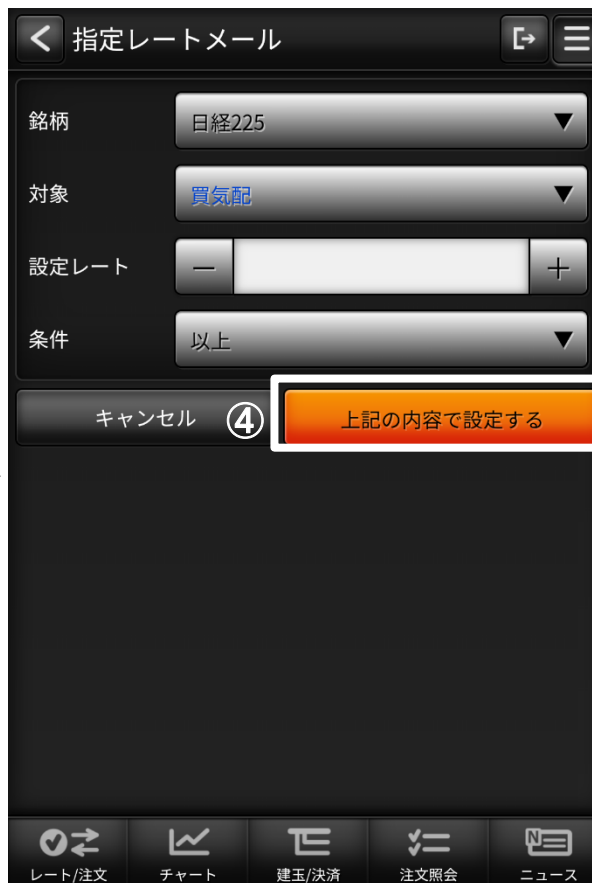 指定レートメール
銘柄 日経225 ▼
対象 買気配 ▼
設定レート － ＋
条件 以上 ▼
キャンセル ④ 上記の内容で設定する
レート/注文 チャート 建玉/決済 注文照会 N ニュース